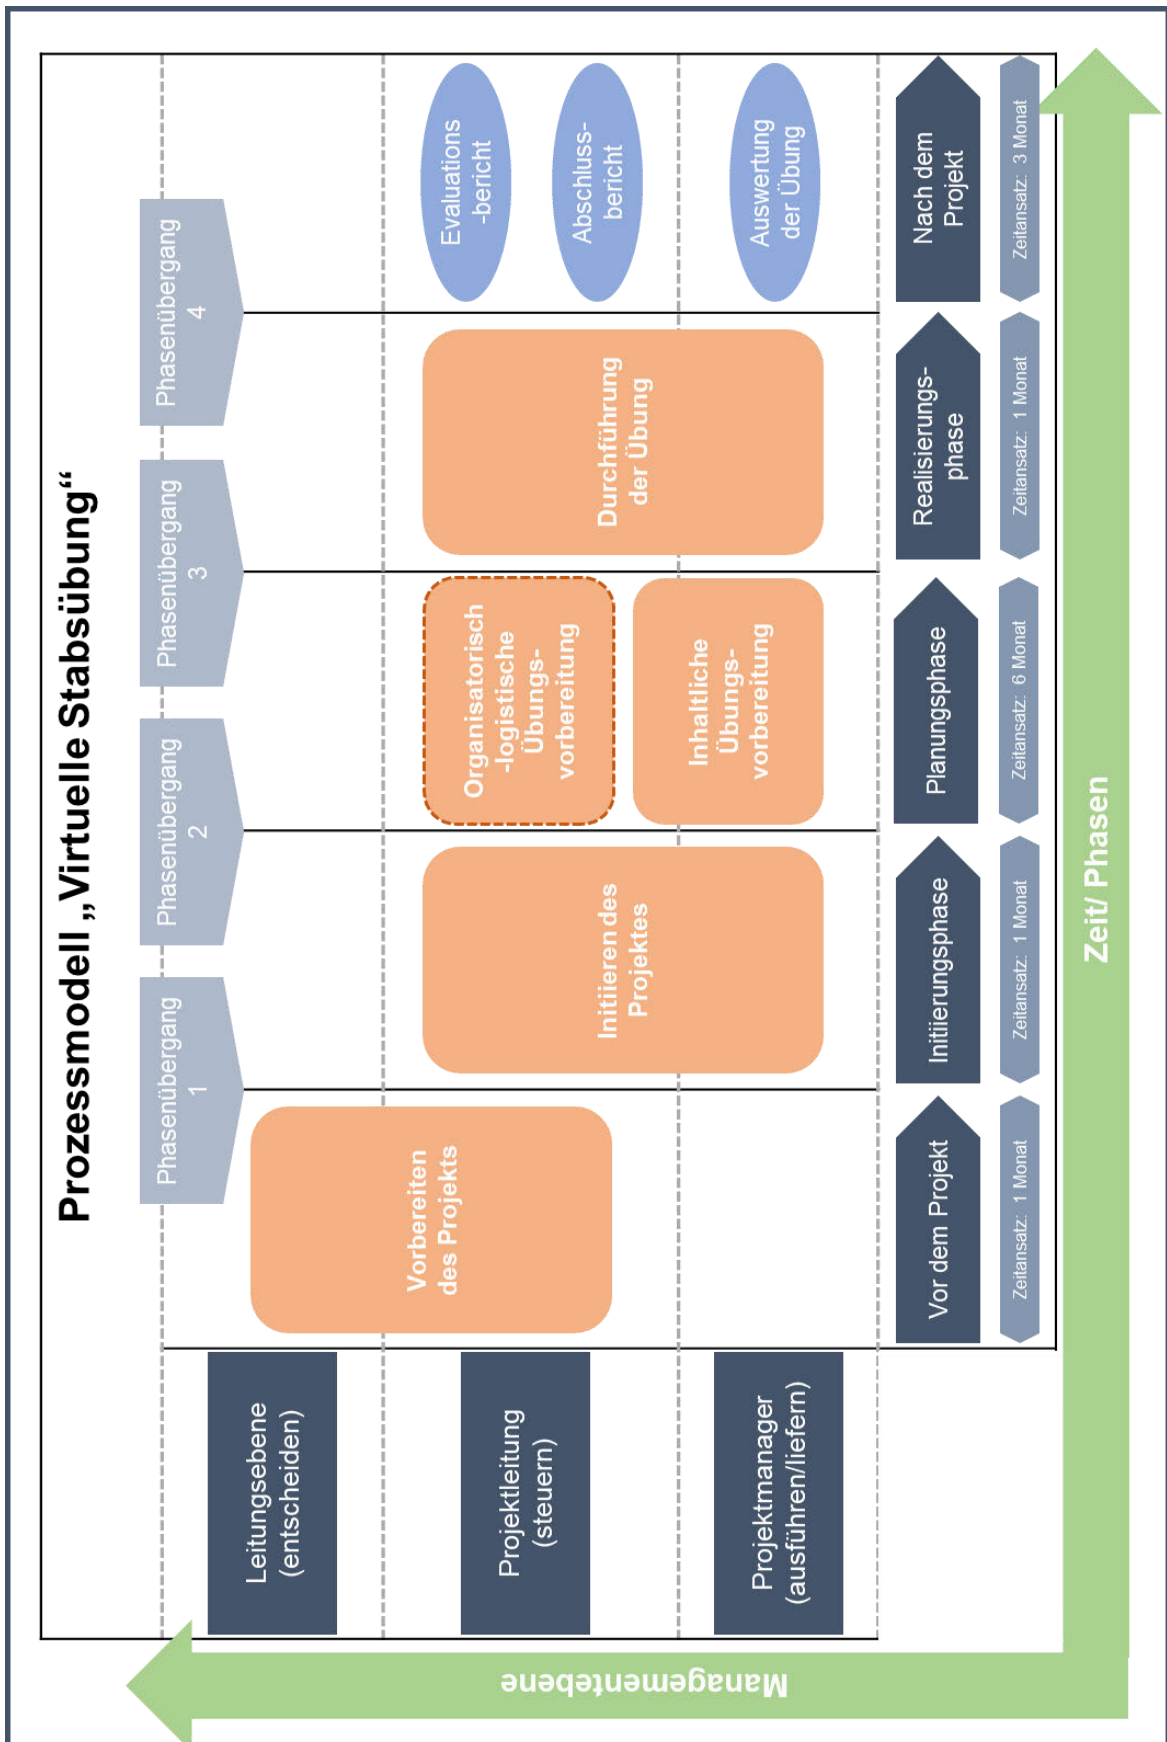 Prozessmodell „Virtuelle Stabsübung“
Phasenübergang
1
Phasenübergang
2
Phasenübergang
3
Phasenübergang
4
Managementebene
Leitungsebene
(entscheiden)
Projektleitung
(steuern)
Projektmanager
(ausführen/liefern)
Vorbereiten
des Projekts
Initiieren des
Projektes
Organisatorisch
-logistische
Übungs-
vorbereitung
Inhaltliche
Übungs-
vorbereitung
Durchführung
der Übung
Evaluations
-bericht
Abschluss-
bericht
Auswertung
der Übung
Vor dem Projekt
Initiierungsphase
Planungsphase
Realisierungs-
phase
Nach dem
Projekt
Zeitansatz: 1 Monat
Zeitansatz: 1 Monat
Zeitansatz: 6 Monat
Zeitansatz: 1 Monat
Zeitansatz: 3 Monat
Zeit/ Phasen